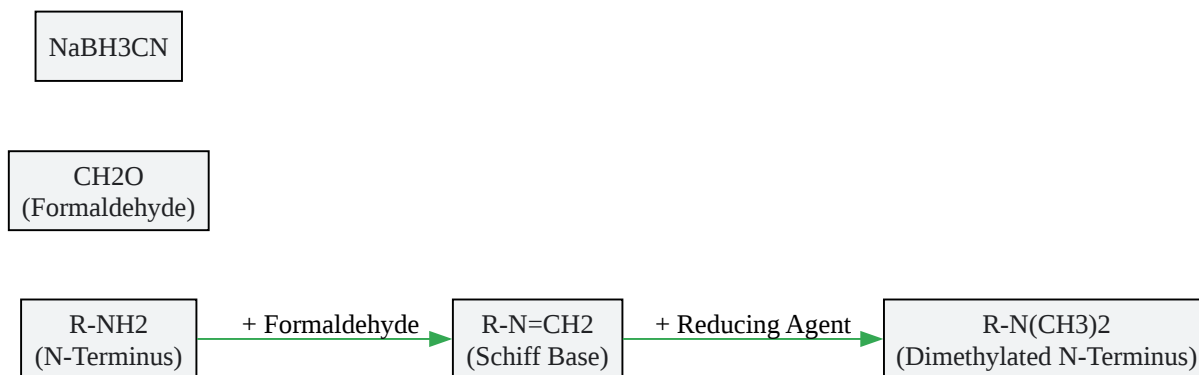 NaBH3CN
CH2O
(Formaldehyde)
R-NH2
(N-Terminus)
+ Formaldehyde
R-N=CH2
(Schiff Base)
+ Reducing Agent
R-N(CH3)2
(Dimethylated N-Terminus)